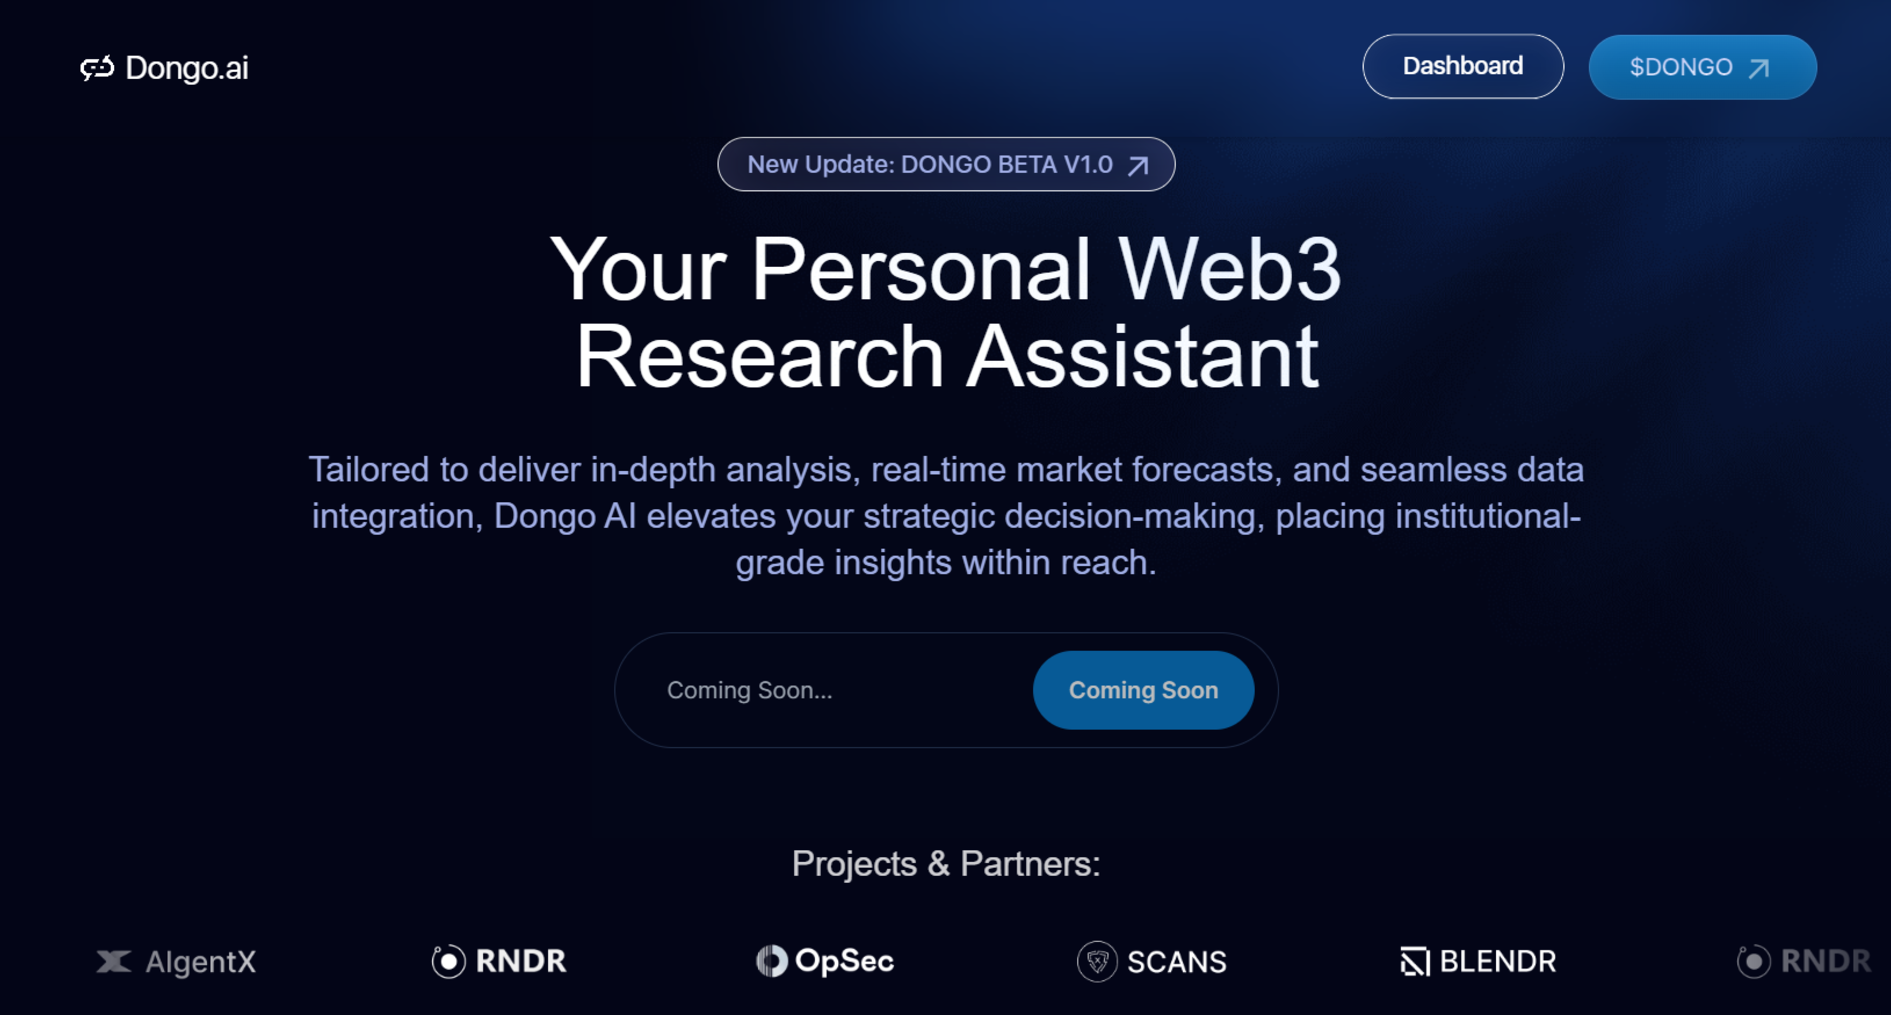 Dongo.ai
Dashboard
$DONGO
New Update: DONGO BETA V1.0
Your Personal Web3
Research Assistant
Tailored to deliver in-depth analysis, real-time market forecasts, and seamless data
integration, Dongo AI elevates your strategic decision-making, placing institutional-
grade insights within reach.
Coming Soon...
Coming Soon
Projects & Partners:
AIgentX
RNDR
OpSec
SCANS
BLENDR
RNDR